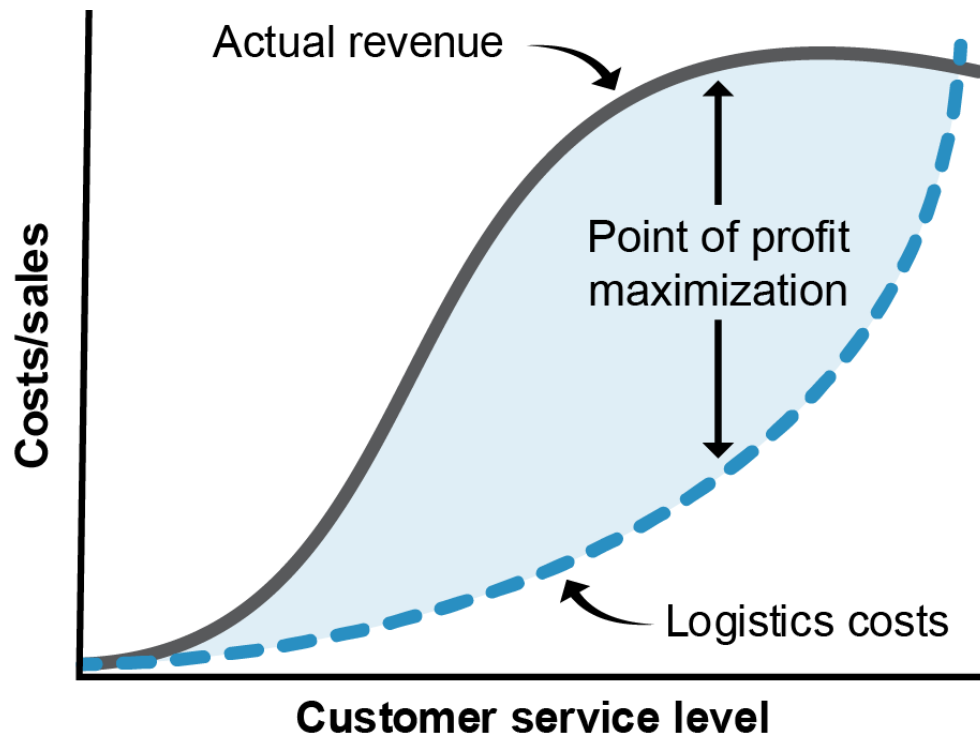 Actual revenue
Costs/sales
Point of profit
maximization
Logistics costs
Customer service level